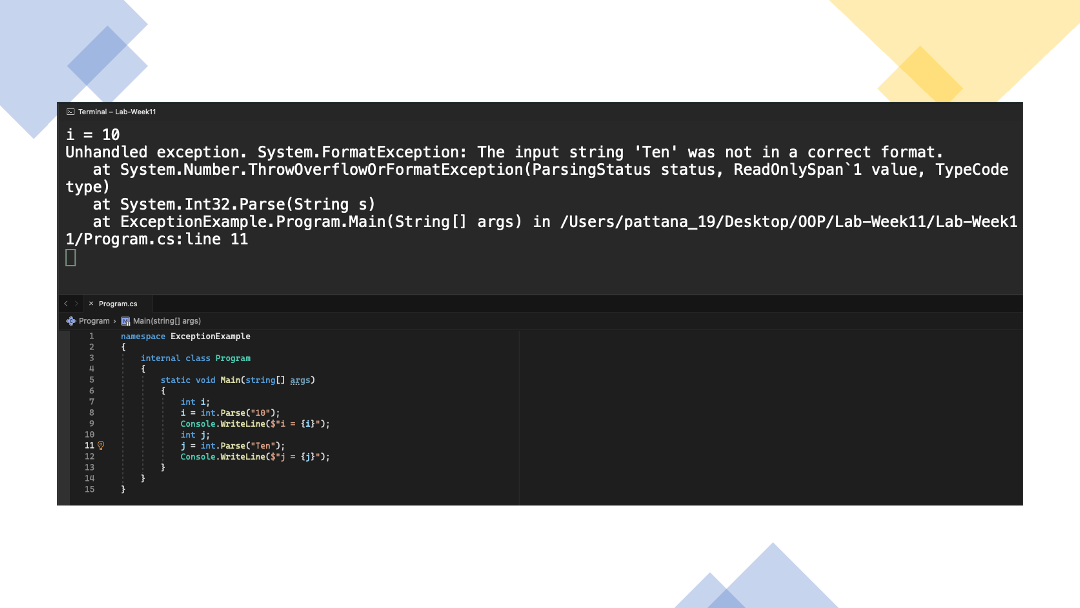 Terminal – Lab-Week11
i = 10
Unhandled exception. System.FormatException: The input string 'Ten' was not in a correct format.
   at System.Number.ThrowOverflowOrFormatException(ParsingStatus status, ReadOnlySpan`1 value, TypeCode
type)
   at System.Int32.Parse(String s)
   at ExceptionExample.Program.Main(String[] args) in /Users/pattana_19/Desktop/OOP/Lab-Week11/Lab-Week1
1/Program.cs:line 11
Program.cs
Program › Main(string[] args)
1 namespace ExceptionExample
2 {
3     internal class Program
4     {
5         static void Main(string[] args)
6         {
7             int i;
8             i = int.Parse("10");
9             Console.WriteLine($"i = {i}");
10             int j;
11             j = int.Parse("Ten");
12             Console.WriteLine($"j = {j}");
13         }
14     }
15 }